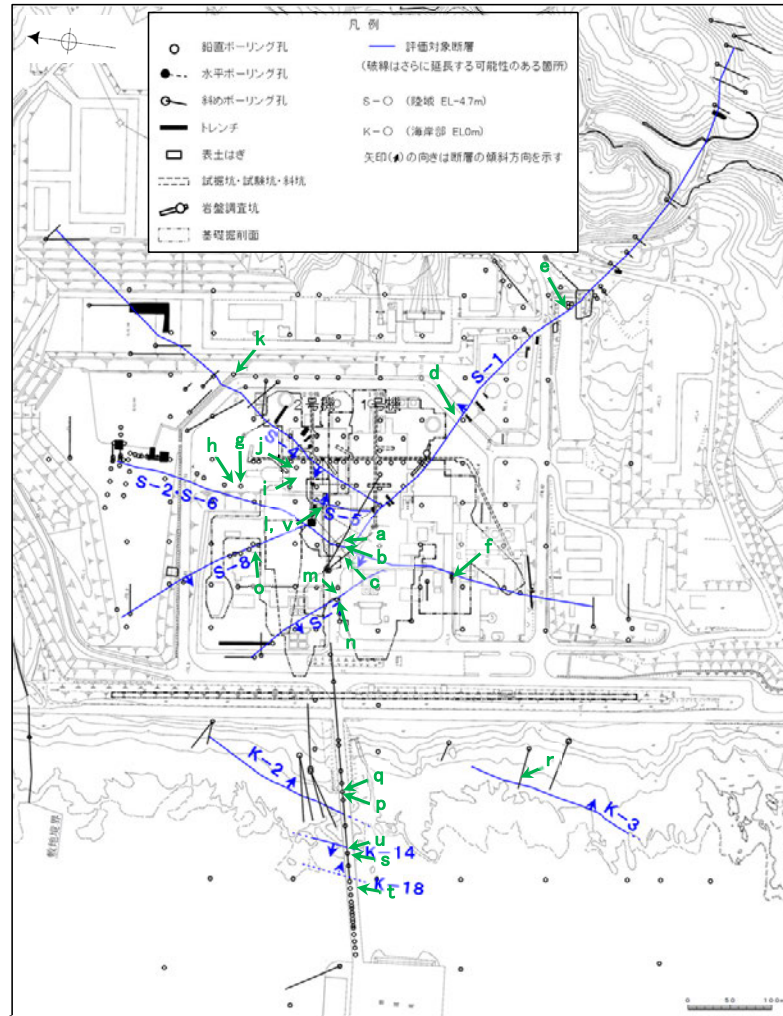 凡 例
鉛直ボーリング孔
水平ボーリング孔
斜めボーリング孔
トレンチ
表土はぎ
試掘坑・試験坑・斜坑
岩盤調査坑
基礎掘削面
評価対象断層
(破線はさらに延長する可能性のある箇所)
S-○ (陸域 EL-4.7m)
K-○ (海岸部 EL0m)
矢印( )の向きは断層の傾斜方向を示す
e
k
d
S-1
2号機
1号機
h
g
j
S-4
i
S-2・S-6
l, v
S-5
a
b
c
f
S-8
o
m
n
K-2
q
p
r
K-3
u
K-14
s
t
K-18
敷地境界
0 50 100m